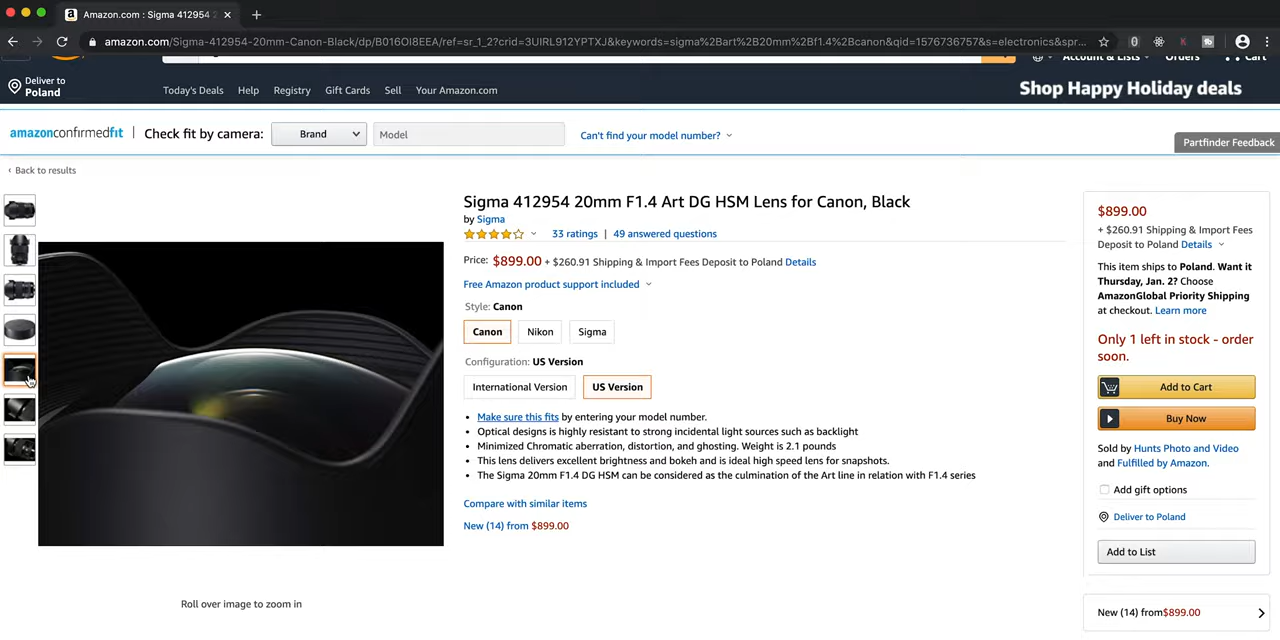 Amazon.com : Sigma 412954 2
amazon.com/Sigma-412954-20mm-Canon-Black/dp/B016OI8EEA/ref=sr_1_2?crid=3UIRL912YPTXJ&keywords=sigma%2Bart%2B20mm%2Bf1.4%2Bcanon&qid=1576736757&s=electronics&spr...
Account & Lists Orders Cart
Deliver to
Poland
Today's Deals Help Registry Gift Cards Sell Your Amazon.com
Shop Happy Holiday deals
amazonconfirmedfit Check fit by camera: Brand Model Can't find your model number?
Partfinder Feedback
‹ Back to results
Sigma 412954 20mm F1.4 Art DG HSM Lens for Canon, Black
by Sigma
33 ratings | 49 answered questions
Price: $899.00 + $260.91 Shipping & Import Fees Deposit to Poland Details
Free Amazon product support included
Style: Canon
Canon Nikon Sigma
Configuration: US Version
International Version US Version
• Make sure this fits by entering your model number.
• Optical designs is highly resistant to strong incidental light sources such as backlight
• Minimized Chromatic aberration, distortion, and ghosting. Weight is 2.1 pounds
• This lens delivers excellent brightness and bokeh and is ideal high speed lens for snapshots.
• The Sigma 20mm F1.4 DG HSM can be considered as the culmination of the Art line in relation with F1.4 series
Compare with similar items
New (14) from $899.00
Roll over image to zoom in
$899.00
+ $260.91 Shipping & Import Fees
Deposit to Poland Details
This item ships to Poland. Want it
Thursday, Jan. 2? Choose
AmazonGlobal Priority Shipping
at checkout. Learn more
Only 1 left in stock - order
soon.
Add to Cart
Buy Now
Sold by Hunts Photo and Video
and Fulfilled by Amazon.
Add gift options
Deliver to Poland
Add to List
New (14) from$899.00